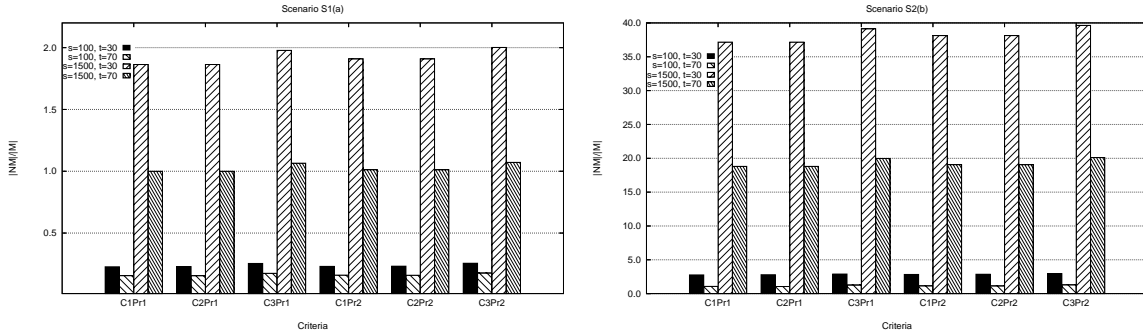 Scenario S1(a)
|NM|/|M|
2.0
1.5
1.0
0.5
s=100, t=30
s=100, t=70
s=1500, t=30
s=1500, t=70
C1Pr1 C2Pr1 C3Pr1 C1Pr2 C2Pr2 C3Pr2
Criteria
Scenario S2(b)
|NM|/|M|
40.0
35.0
30.0
25.0
20.0
15.0
10.0
5.0
0.0
s=100, t=30
s=100, t=70
s=1500, t=30
s=1500, t=70
C1Pr1 C2Pr1 C3Pr1 C1Pr2 C2Pr2 C3Pr2
Criteria